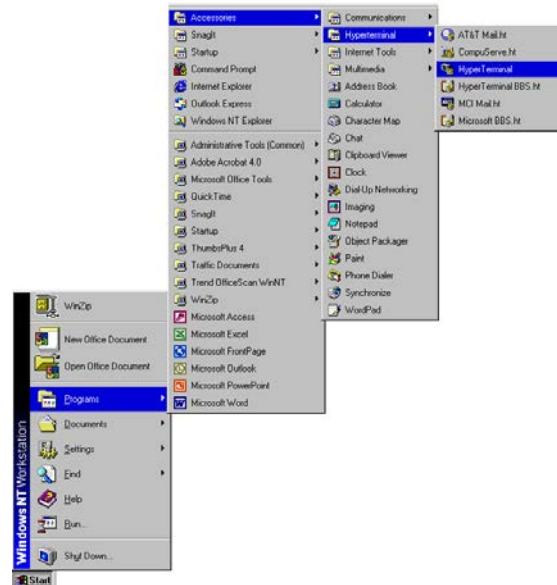 Accessories
SnagIt
Startup
Command Prompt
Internet Explorer
Outlook Express
Windows NT Explorer
Administrative Tools (Common)
Adobe Acrobat 4.0
Microsoft Office Tools
QuickTime
SnagIt
Startup
ThumbsPlus 4
Traffic Documents
Trend OfficeScan WinNT
WinZip
Microsoft Access
Microsoft Excel
Microsoft FrontPage
Microsoft Outlook
Microsoft PowerPoint
Microsoft Word
Communications
Hyperterminal
Internet Tools
Multimedia
Address Book
Calculator
Character Map
Chat
Clipboard Viewer
Clock
Dial-Up Networking
Imaging
Notepad
Object Packager
Paint
Phone Dialer
Synchronize
WordPad
AT&T Mail.ht
CompuServe.ht
HyperTerminal
HyperTerminal BBS.ht
MCI Mail.ht
Microsoft BBS.ht
WinZip
New Office Document
Open Office Document
Programs
Documents
Settings
Find
Help
Run...
Shut Down...
Windows NT Workstation
Start